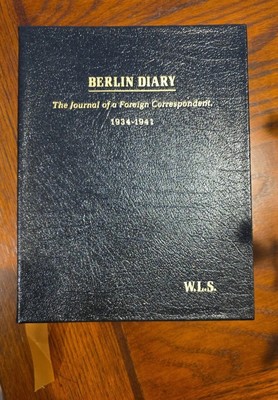 BERLIN DIARY
The Journal of a Foreign Correspondent.
1934-1941
W.L.S.